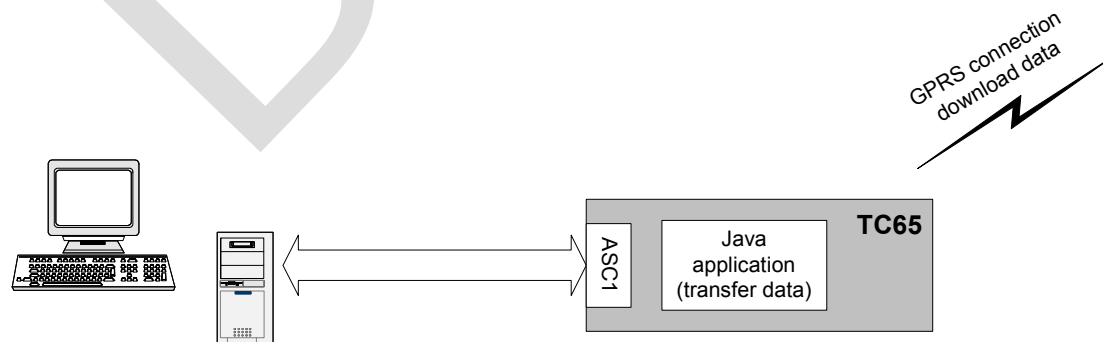 GPRS connection
download data
TC65
ASC1
Java
application
(transfer data)